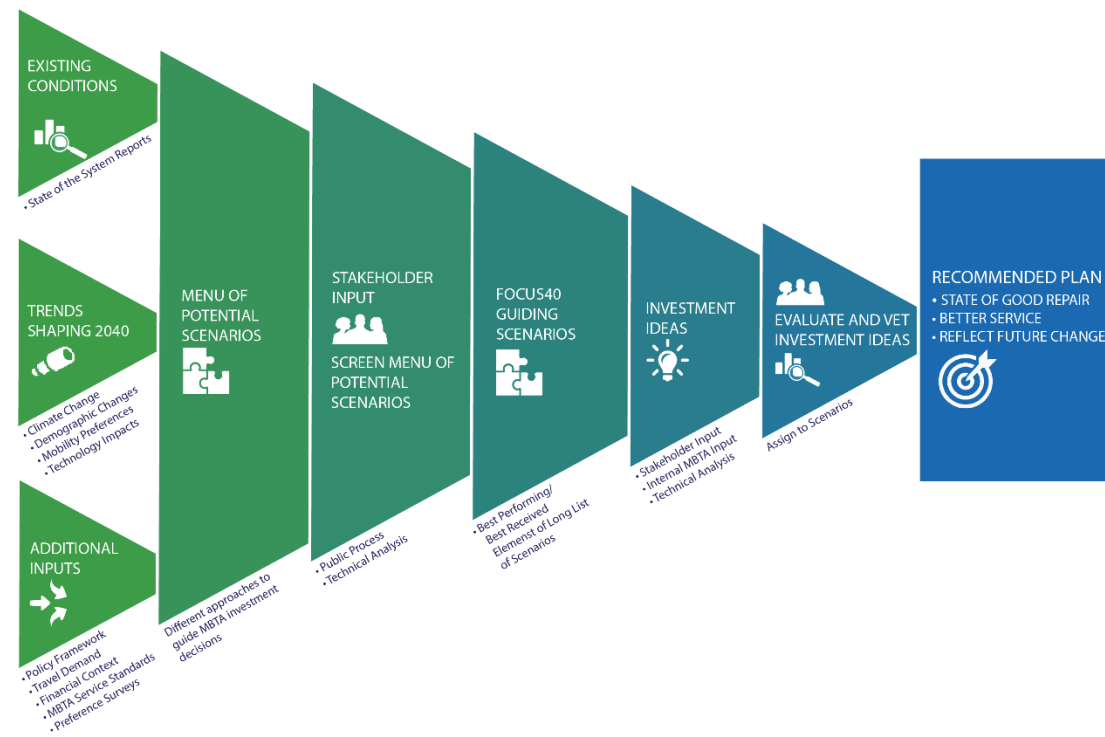 EXISTING
CONDITIONS
• State of the System Reports
TRENDS
SHAPING 2040
• Climate Change
• Demographic Changes
• Mobility Preferences
• Technology Impacts
ADDITIONAL
INPUTS
• Policy Framework
• Travel Demand
• Financial Context
• MBTA Service Standards
• Preference Surveys
MENU OF
POTENTIAL
SCENARIOS
Different approaches to
guide MBTA investment
decisions
STAKEHOLDER
INPUT
SCREEN MENU OF
POTENTIAL
SCENARIOS
• Public Process
• Technical Analysis
FOCUS40
GUIDING
SCENARIOS
• Best Performing/
Best Received
Elemenst of Long List
of Scenarios
INVESTMENT
IDEAS
• Stakeholder Input
• Internal MBTA Input
• Technical Analysis
EVALUATE AND VET
INVESTMENT IDEAS
Assign to Scenarios
RECOMMENDED PLAN
• STATE OF GOOD REPAIR
• BETTER SERVICE
• REFLECT FUTURE CHANGE